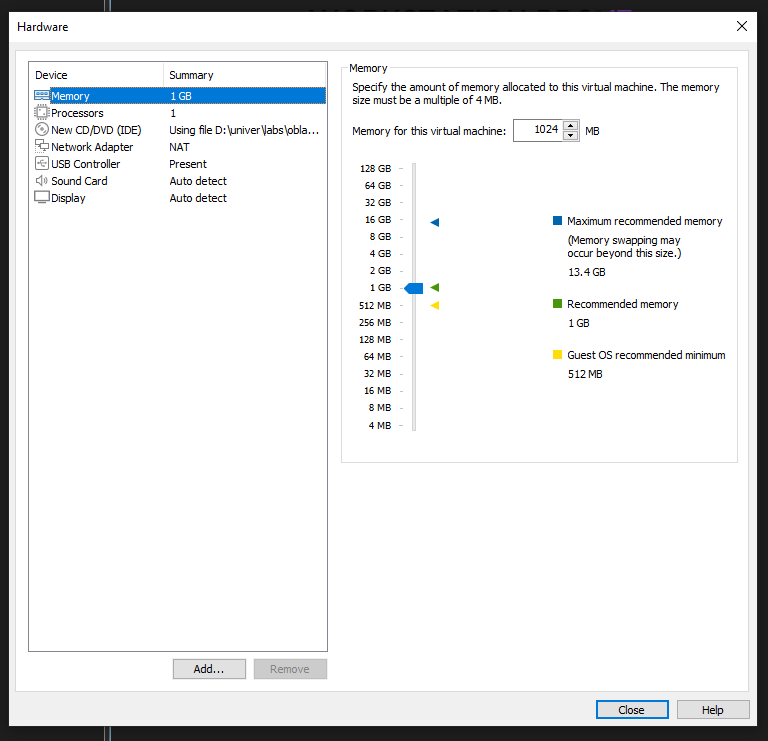 Hardware
Device Summary
Memory 1 GB
Processors 1
New CD/DVD (IDE) Using file D:\univer\labs\obla...
Network Adapter NAT
USB Controller Present
Sound Card Auto detect
Display Auto detect
Add...
Remove
Memory
Specify the amount of memory allocated to this virtual machine. The memory
size must be a multiple of 4 MB.
Memory for this virtual machine: 1024 MB
128 GB
64 GB
32 GB
16 GB
8 GB
4 GB
2 GB
1 GB
512 MB
256 MB
128 MB
64 MB
32 MB
16 MB
8 MB
4 MB
Maximum recommended memory
(Memory swapping may
occur beyond this size.)
13.4 GB
Recommended memory
1 GB
Guest OS recommended minimum
512 MB
Close
Help